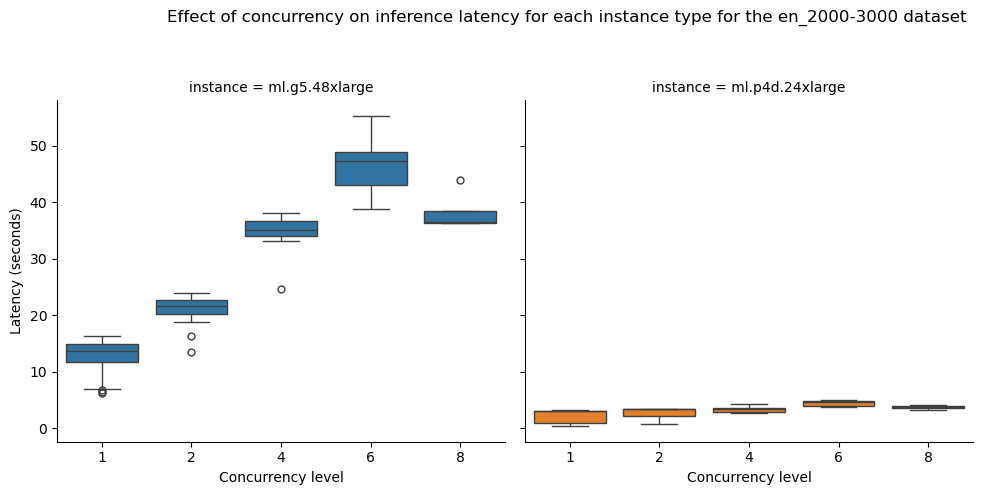 Effect of concurrency on inference latency for each instance type for the en_2000-3000 dataset
instance = ml.g5.48xlarge
instance = ml.p4d.24xlarge
Latency (seconds)
50
40
30
20
10
0
1 2 4 6 8
1 2 4 6 8
Concurrency level
Concurrency level